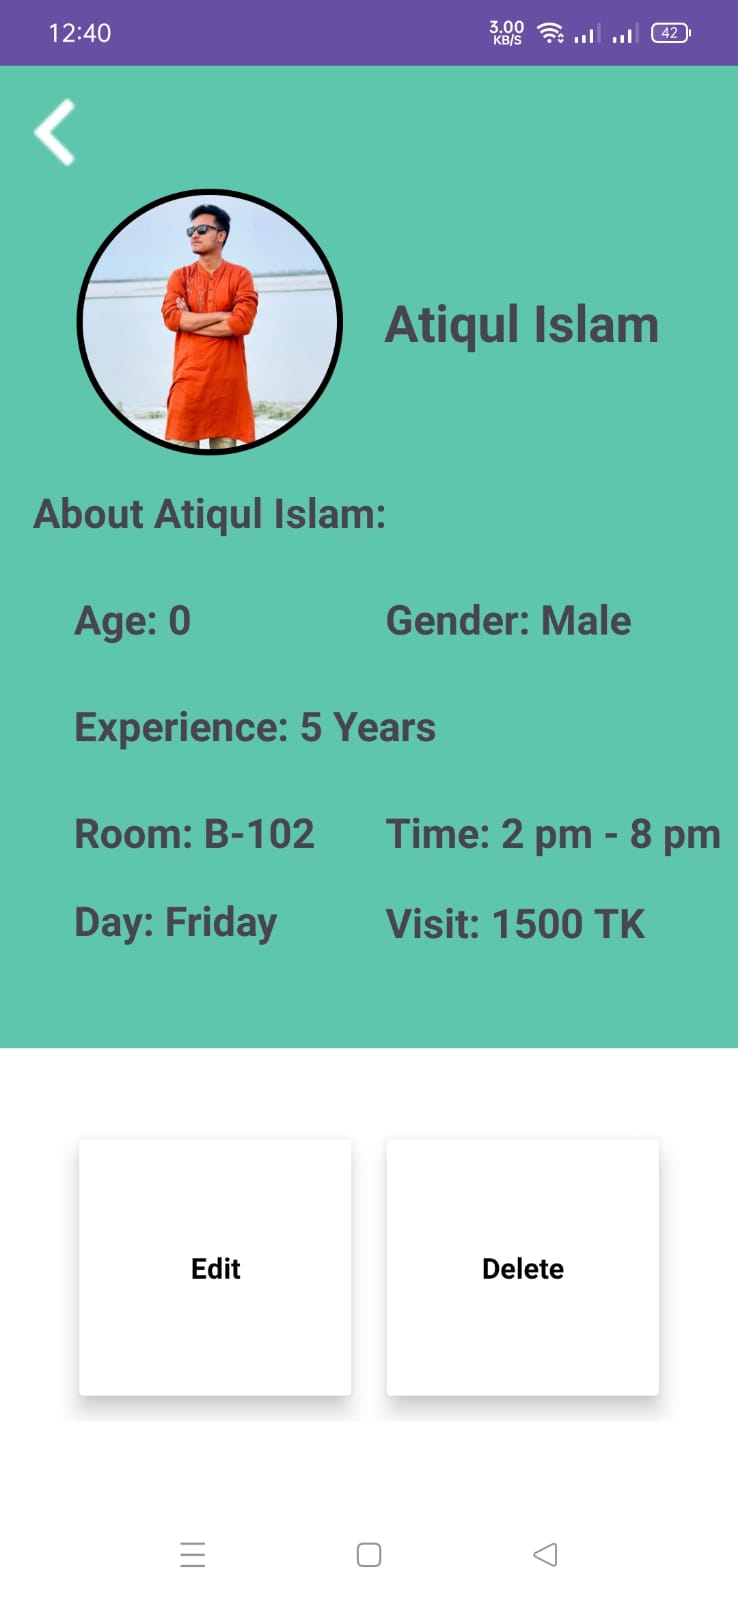 12:40
3.00
KB/S
42
Atiqul Islam
About Atiqul Islam:
Age: 0 Gender: Male
Experience: 5 Years
Room: B-102 Time: 2 pm - 8 pm
Day: Friday Visit: 1500 TK
Edit Delete